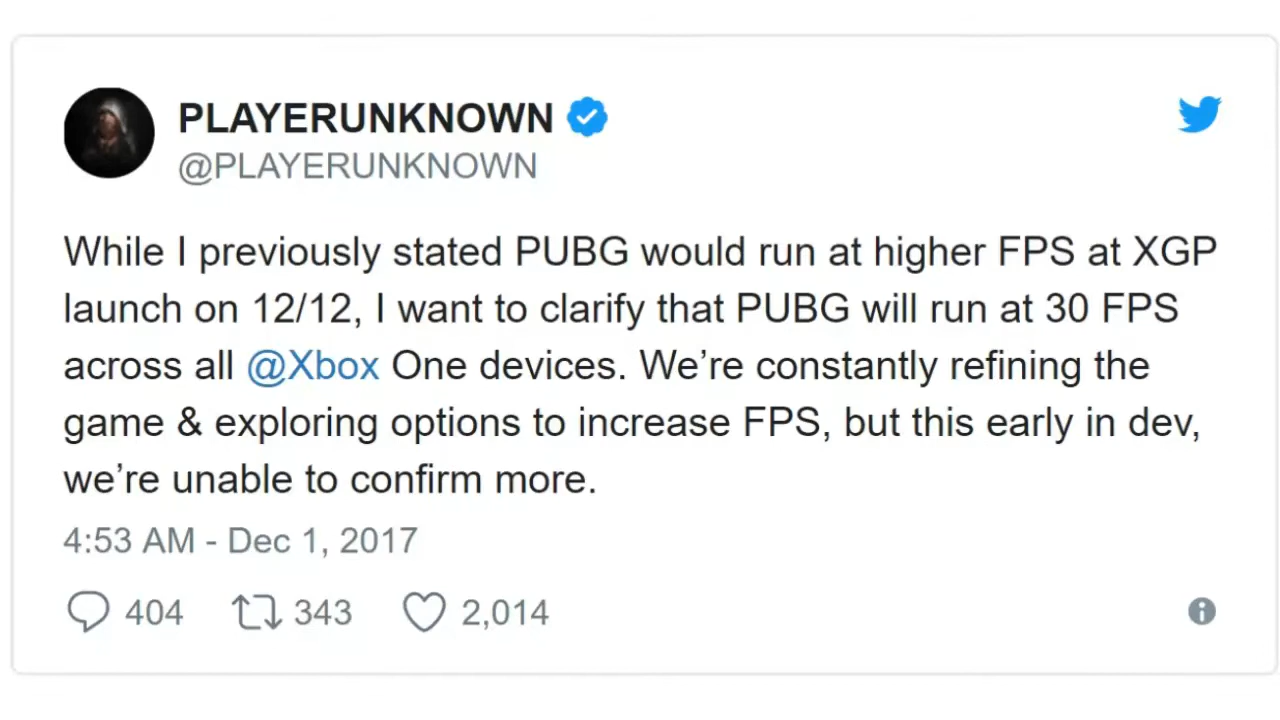 PLAYERUNKNOWN
@PLAYERUNKNOWN
While I previously stated PUBG would run at higher FPS at XGP
launch on 12/12, I want to clarify that PUBG will run at 30 FPS
across all @Xbox One devices. We’re constantly refining the
game & exploring options to increase FPS, but this early in dev,
we’re unable to confirm more.
4:53 AM - Dec 1, 2017
404 343 2,014